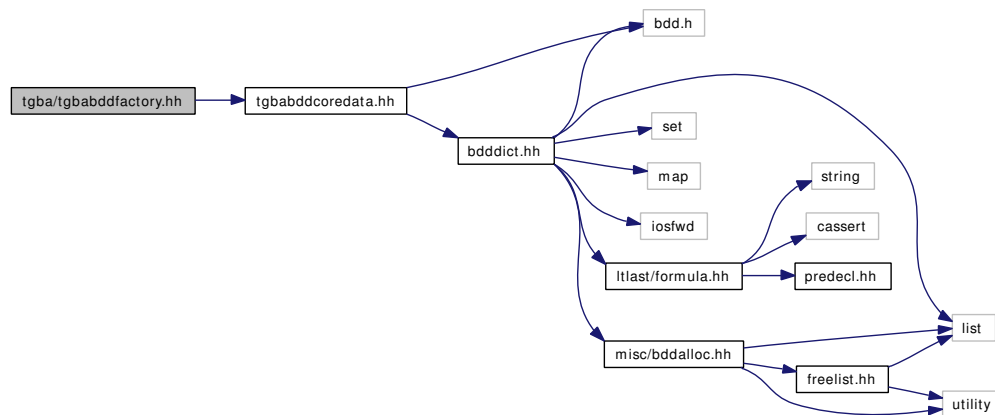 bdd.h
tgba/tgbabddfactory.hh
tgbabddcoredata.hh
set
bdddict.hh
map
string
iosfwd
cassert
ltlast/formula.hh
predecl.hh
list
misc/bddalloc.hh
freelist.hh
utility